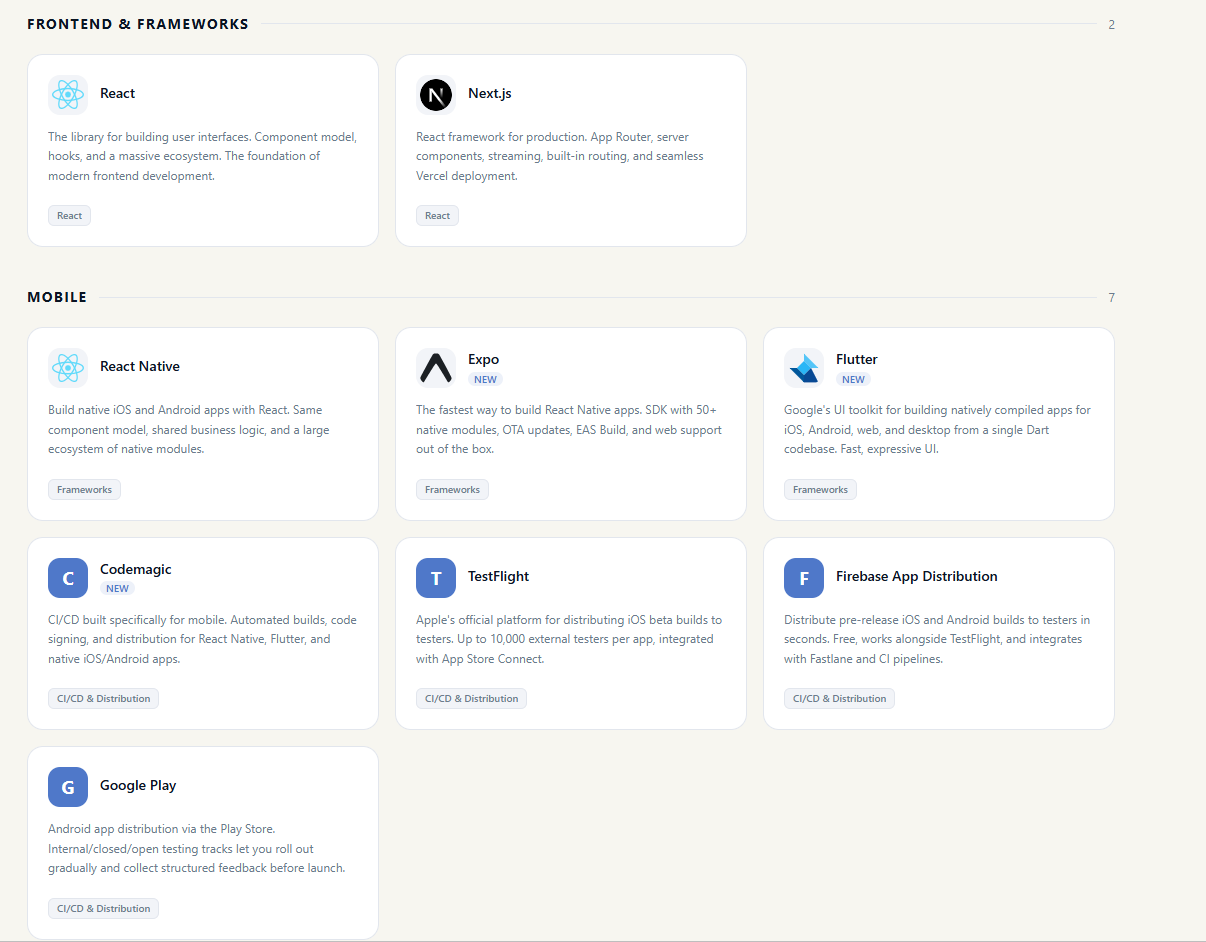 FRONTEND & FRAMEWORKS
2
React
The library for building user interfaces. Component model,
hooks, and a massive ecosystem. The foundation of
modern frontend development.
React
N
Next.js
React framework for production. App Router, server
components, streaming, built-in routing, and seamless
Vercel deployment.
React
MOBILE
7
React Native
Build native iOS and Android apps with React. Same
component model, shared business logic, and a large
ecosystem of native modules.
Frameworks
Expo
NEW
The fastest way to build React Native apps. SDK with 50+
native modules, OTA updates, EAS Build, and web support
out of the box.
Frameworks
Flutter
NEW
Google's UI toolkit for building natively compiled apps for
iOS, Android, web, and desktop from a single Dart
codebase. Fast, expressive UI.
Frameworks
C
Codemagic
NEW
CI/CD built specifically for mobile. Automated builds, code
signing, and distribution for React Native, Flutter, and
native iOS/Android apps.
CI/CD & Distribution
T
TestFlight
Apple's official platform for distributing iOS beta builds to
testers. Up to 10,000 external testers per app, integrated
with App Store Connect.
CI/CD & Distribution
F
Firebase App Distribution
Distribute pre-release iOS and Android builds to testers in
seconds. Free, works alongside TestFlight, and integrates
with Fastlane and CI pipelines.
CI/CD & Distribution
G
Google Play
Android app distribution via the Play Store.
Internal/closed/open testing tracks let you roll out
gradually and collect structured feedback before launch.
CI/CD & Distribution